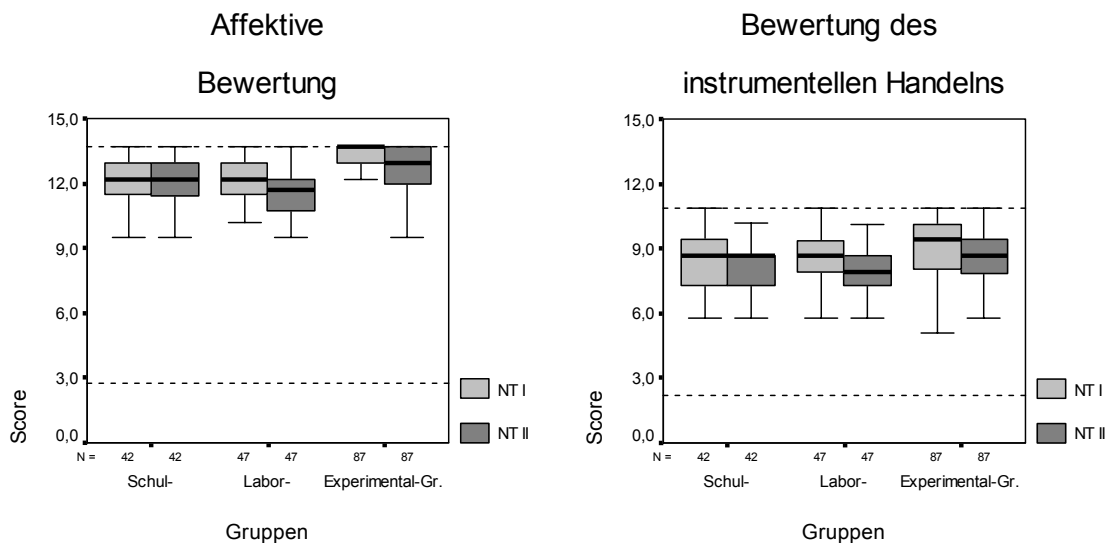 Affektive
Bewertung
15,0
12,0
9,0
6,0
3,0
0,0
Score
N =
42 42 47 47 87 87
Schul- Labor- Experimental-Gr.
Gruppen
NT I
NT II
Bewertung des
instrumentellen Handelns
15,0
12,0
9,0
6,0
3,0
0,0
Score
N =
42 42 47 47 87 87
Schul- Labor- Experimental-Gr.
Gruppen
NT I
NT II